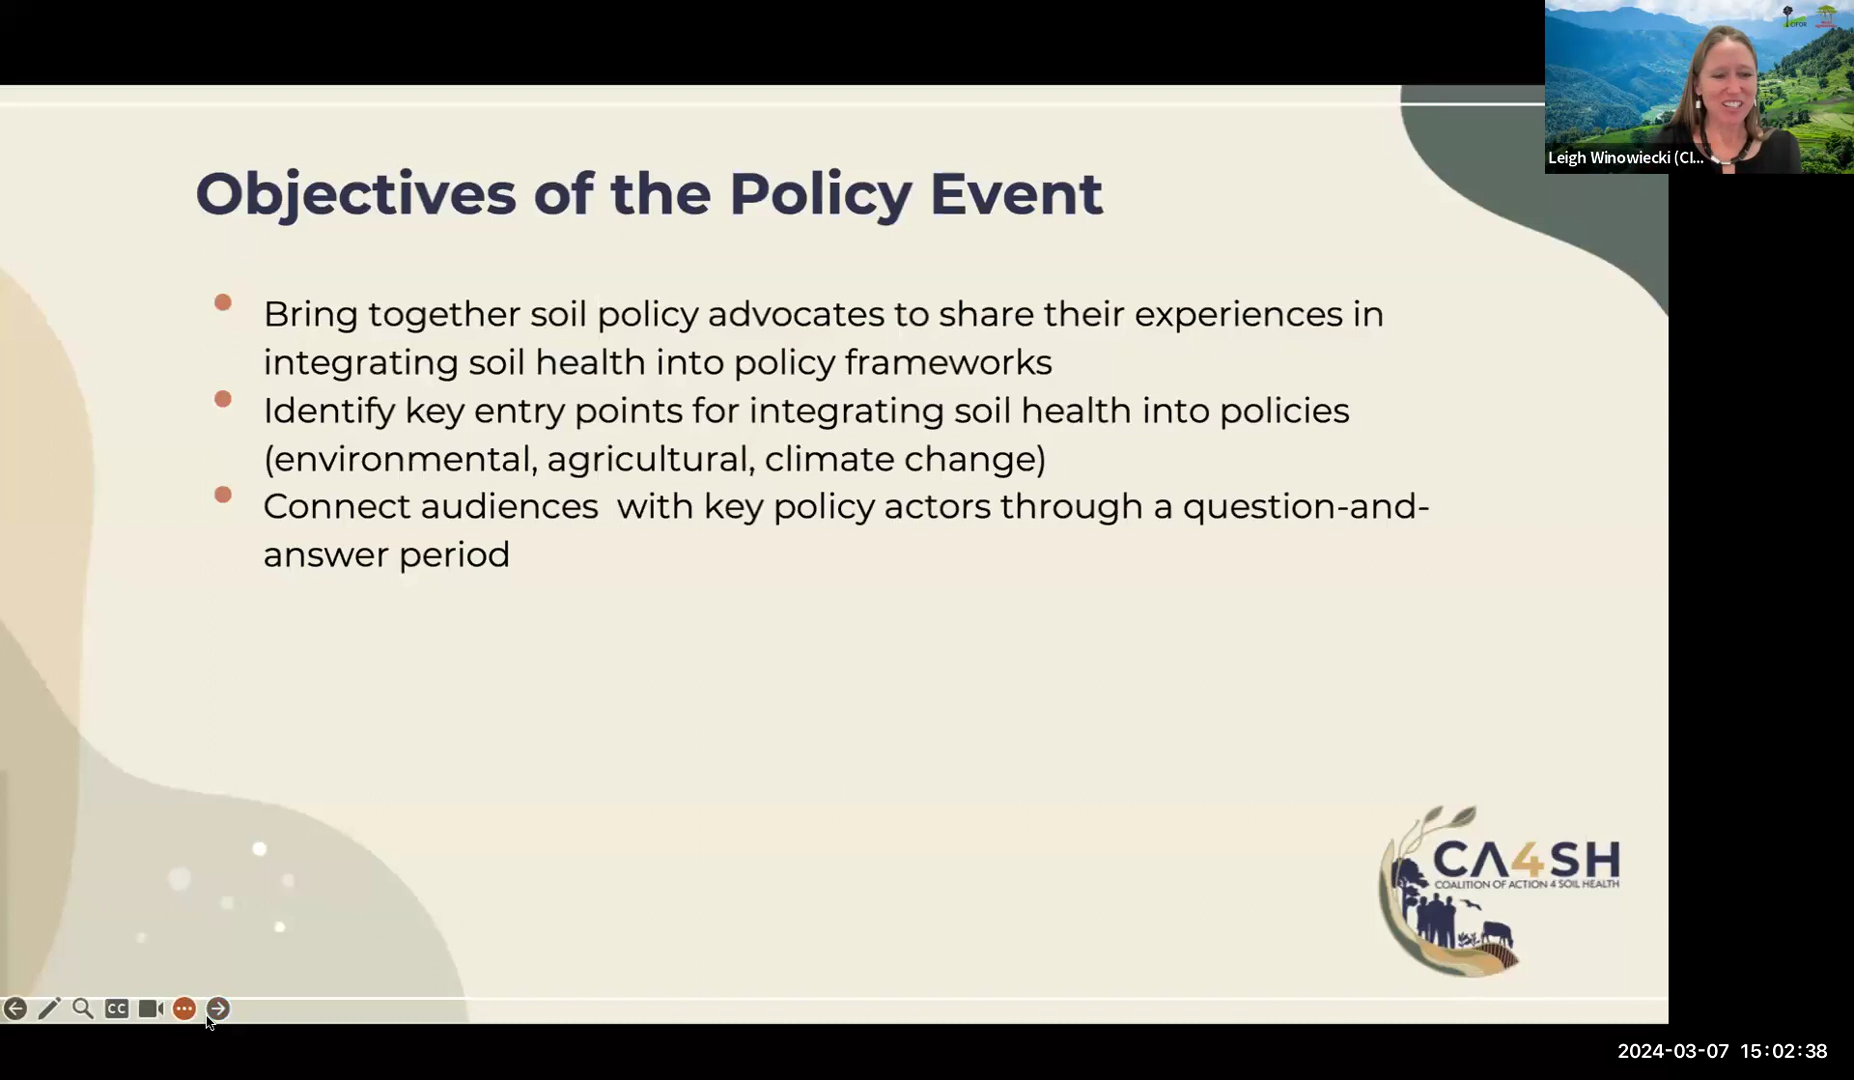 Leigh Winowiecki (CI...
Objectives of the Policy Event
Bring together soil policy advocates to share their experiences in
integrating soil health into policy frameworks
Identify key entry points for integrating soil health into policies
(environmental, agricultural, climate change)
Connect audiences  with key policy actors through a question-and-
answer period
CA4SH
COALITION OF ACTION 4 SOIL HEALTH
CC
2024-03-07 15:02:38